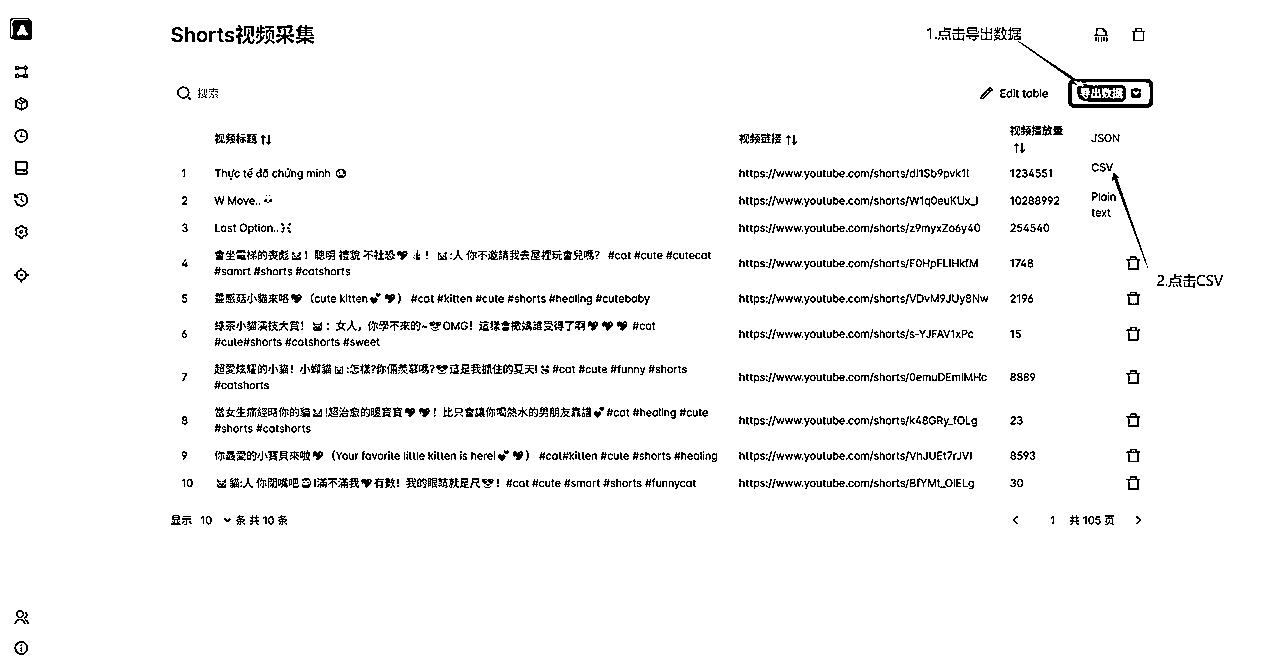 Shorts视频采集
1.点击导出数据
搜索
Edit table
导出数据
视频标题
视频链接
视频播放量
JSON
CSV
Plain
text
2.点击CSV
1 Thực tế đã chứng minh https://www.youtube.com/shorts/dJ1Sb9pvk1I 1234551
2 W Move.. https://www.youtube.com/shorts/W1q0euKUx_I 10288992
3 Last Option.. https://www.youtube.com/shorts/z9myxZo6y40 254540
4 會坐電梯的喪彪 ！聰明 禮貌 不社恐 ！ :人 你不邀請我去屋裡玩會兒嗎？ #cat #cute #cutecat
#samrt #shorts #catshorts
https://www.youtube.com/shorts/F0HpFLIHkfM 1748
5 靈感菇小貓來咯（cute kitten ） #cat #kitten #cute #shorts #healing #cutebaby https://www.youtube.com/shorts/VDvM9JUy8Nw 2196
6 綠茶小貓演技大賞！ ：女人，你學不來的~OMG！這樣會撒嬌誰受得了啊 #cat
#cute#shorts #catshorts #sweet
https://www.youtube.com/shorts/s-YJFAV1xPc 15
7 超愛炫耀的小貓！小 貓 :怎樣?你倆羨慕嗎?這是我抓住的夏天! #cat #cute #funny #shorts
#catshorts
https://www.youtube.com/shorts/0emuDEmIMHc 8889
8 當女生痛經時你的貓 !超治愈的暖寶寶 ！比只會讓你喝熱水的男朋友靠譜 #cat #healing #cute
#shorts #catshorts
https://www.youtube.com/shorts/k48GRy_fOLg 23
9 你最愛的小寶貝來啦（Your favorite little kitten is here! ） #cat#kitten #cute #shorts #healing https://www.youtube.com/shorts/VhJUEt7rJVI 8593
10 貓:人 你閉嘴吧 !滿不滿我有數！我的眼睛就是尺！ #cat #cute #smart #shorts #funnycat https://www.youtube.com/shorts/BfYMt_OIELg 30
显示 10 条 共 10 条
1 共 105 页